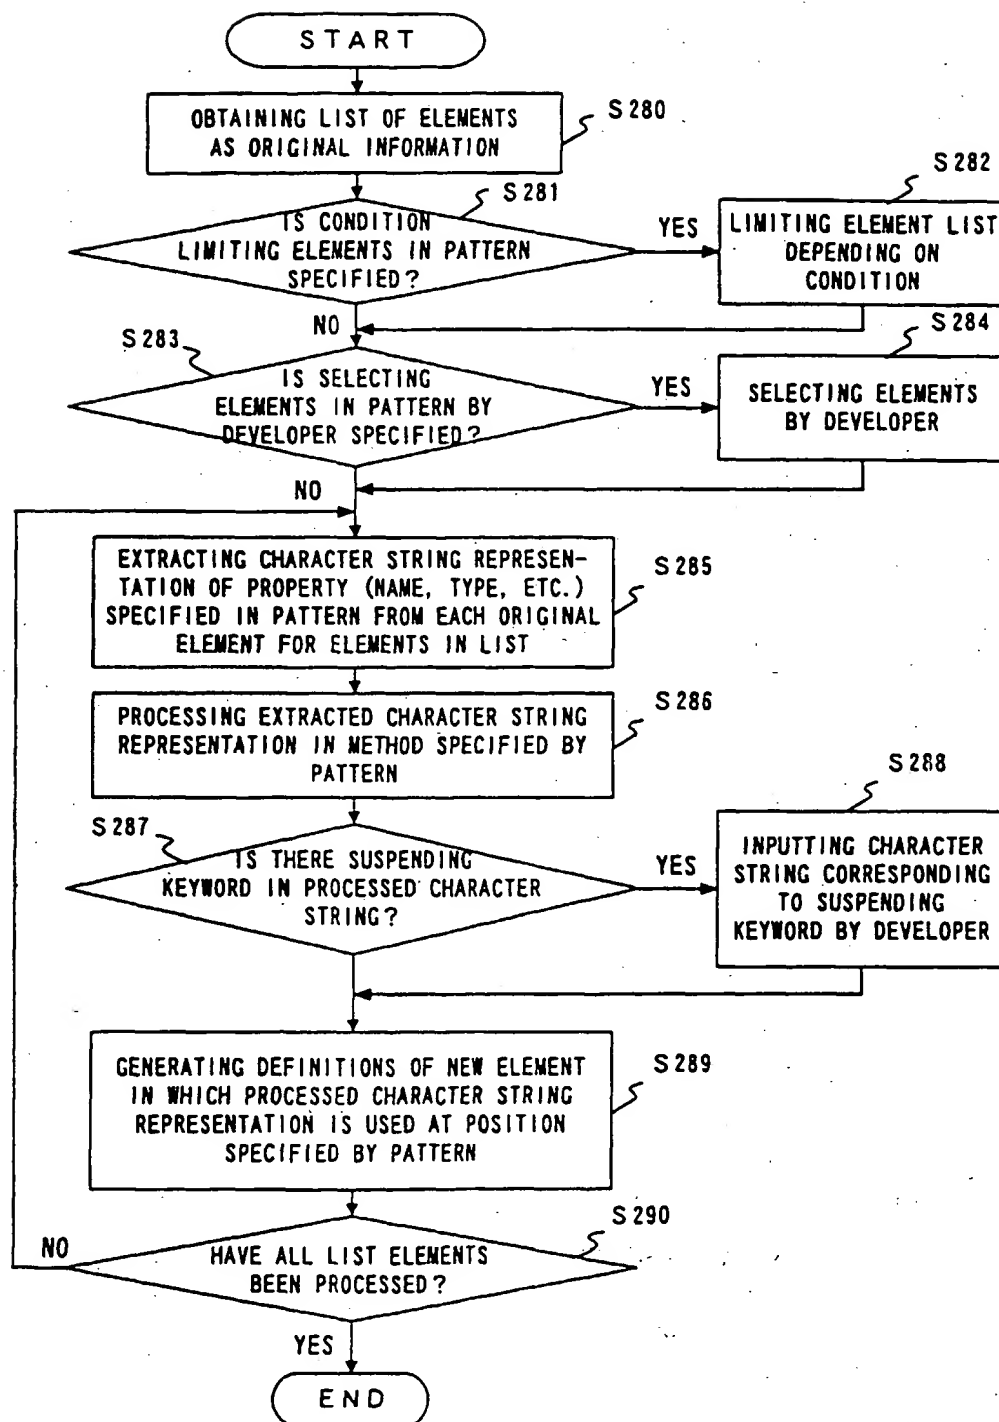 START
OBTAINING LIST OF ELEMENTS
AS ORIGINAL INFORMATION
S280
IS CONDITION
LIMITING ELEMENTS IN PATTERN
SPECIFIED?
S281
YES
LIMITING ELEMENT LIST
DEPENDING ON
CONDITION
S282
NO
S283
IS SELECTING
ELEMENTS IN PATTERN BY
DEVELOPER SPECIFIED?
YES
SELECTING ELEMENTS
BY DEVELOPER
S284
NO
EXTRACTING CHARACTER STRING REPRESEN-
TATION OF PROPERTY (NAME, TYPE, ETC.)
SPECIFIED IN PATTERN FROM EACH ORIGINAL
ELEMENT FOR ELEMENTS IN LIST
S285
PROCESSING EXTRACTED CHARACTER STRING
REPRESENTATION IN METHOD SPECIFIED BY
PATTERN
S286
S287
IS THERE SUSPENDING
KEYWORD IN PROCESSED CHARACTER
STRING?
YES
INPUTTING CHARACTER
STRING CORRESPONDING
TO SUSPENDING
KEYWORD BY DEVELOPER
S288
GENERATING DEFINITIONS OF NEW ELEMENT
IN WHICH PROCESSED CHARACTER STRING
REPRESENTATION IS USED AT POSITION
SPECIFIED BY PATTERN
S289
HAVE ALL LIST ELEMENTS
BEEN PROCESSED?
S290
NO
YES
END